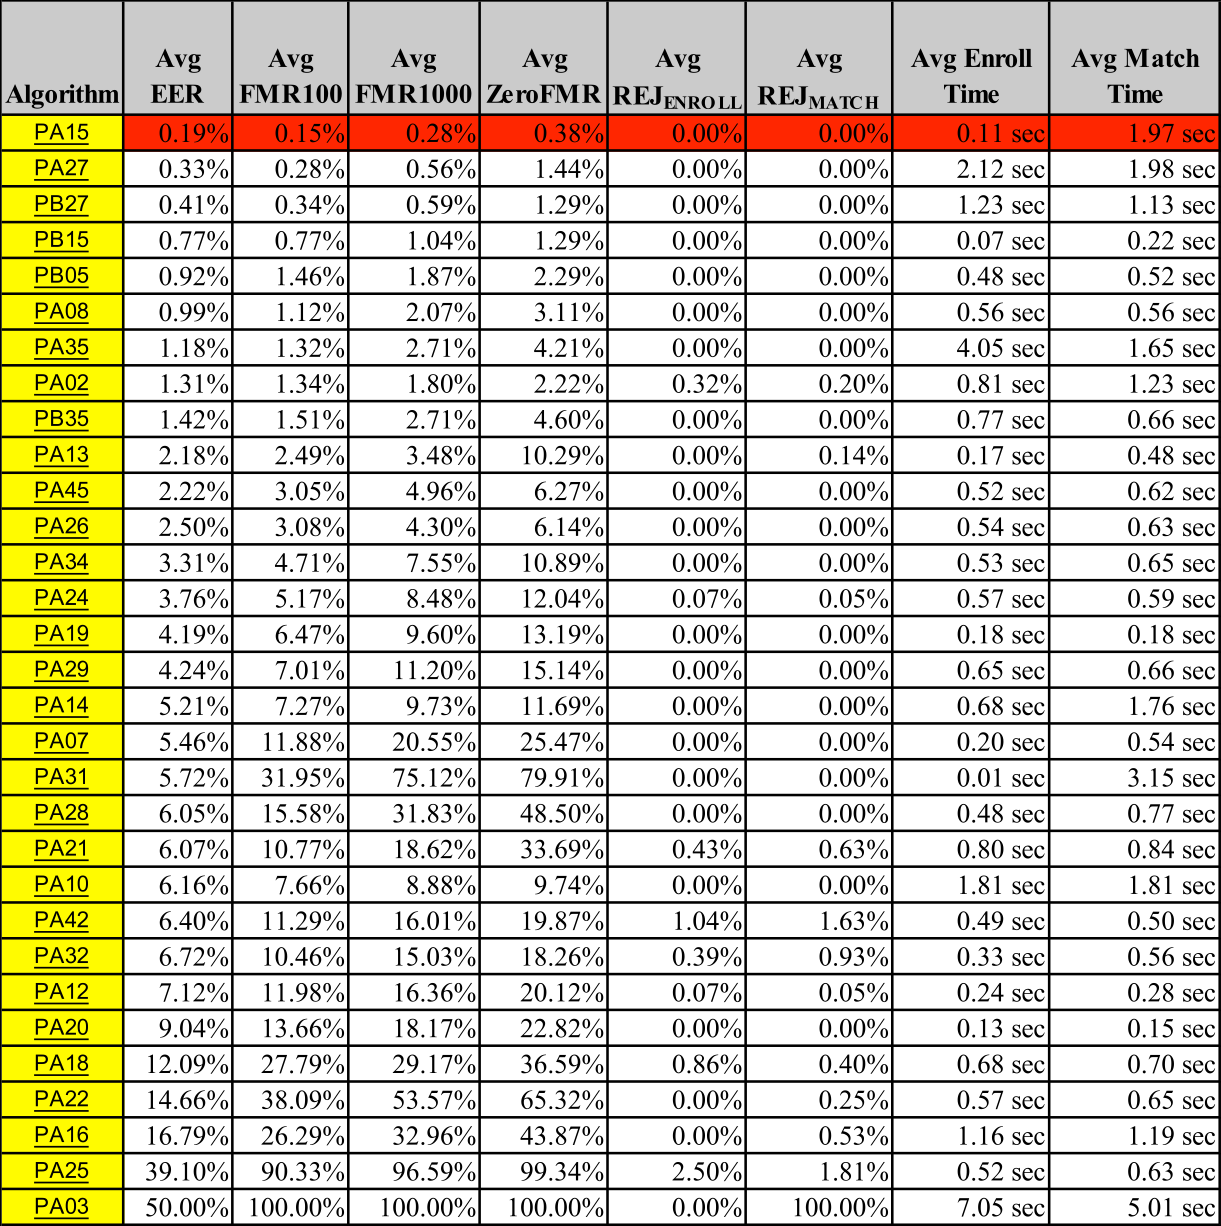 Algorithm Avg EER Avg FMR100 Avg FMR1000 Avg ZeroFMR Avg REJENROLL Avg REJMATCH Avg Enroll Time Avg Match Time
PA15 0.19% 0.15% 0.28% 0.38% 0.00% 0.00% 0.11 sec 1.97 sec
PA27 0.33% 0.28% 0.56% 1.44% 0.00% 0.00% 2.12 sec 1.98 sec
PB27 0.41% 0.34% 0.59% 1.29% 0.00% 0.00% 1.23 sec 1.13 sec
PB15 0.77% 0.77% 1.04% 1.29% 0.00% 0.00% 0.07 sec 0.22 sec
PB05 0.92% 1.46% 1.87% 2.29% 0.00% 0.00% 0.48 sec 0.52 sec
PA08 0.99% 1.12% 2.07% 3.11% 0.00% 0.00% 0.56 sec 0.56 sec
PA35 1.18% 1.32% 2.71% 4.21% 0.00% 0.00% 4.05 sec 1.65 sec
PA02 1.31% 1.34% 1.80% 2.22% 0.32% 0.20% 0.81 sec 1.23 sec
PB35 1.42% 1.51% 2.71% 4.60% 0.00% 0.00% 0.77 sec 0.66 sec
PA13 2.18% 2.49% 3.48% 10.29% 0.00% 0.14% 0.17 sec 0.48 sec
PA45 2.22% 3.05% 4.96% 6.27% 0.00% 0.00% 0.52 sec 0.62 sec
PA26 2.50% 3.08% 4.30% 6.14% 0.00% 0.00% 0.54 sec 0.63 sec
PA34 3.31% 4.71% 7.55% 10.89% 0.00% 0.00% 0.53 sec 0.65 sec
PA24 3.76% 5.17% 8.48% 12.04% 0.07% 0.05% 0.57 sec 0.59 sec
PA19 4.19% 6.47% 9.60% 13.19% 0.00% 0.00% 0.18 sec 0.18 sec
PA29 4.24% 7.01% 11.20% 15.14% 0.00% 0.00% 0.65 sec 0.66 sec
PA14 5.21% 7.27% 9.73% 11.69% 0.00% 0.00% 0.68 sec 1.76 sec
PA07 5.46% 11.88% 20.55% 25.47% 0.00% 0.00% 0.20 sec 0.54 sec
PA31 5.72% 31.95% 75.12% 79.91% 0.00% 0.00% 0.01 sec 3.15 sec
PA28 6.05% 15.58% 31.83% 48.50% 0.00% 0.00% 0.48 sec 0.77 sec
PA21 6.07% 10.77% 18.62% 33.69% 0.43% 0.63% 0.80 sec 0.84 sec
PA10 6.16% 7.66% 8.88% 9.74% 0.00% 0.00% 1.81 sec 1.81 sec
PA42 6.40% 11.29% 16.01% 19.87% 1.04% 1.63% 0.49 sec 0.50 sec
PA32 6.72% 10.46% 15.03% 18.26% 0.39% 0.93% 0.33 sec 0.56 sec
PA12 7.12% 11.98% 16.36% 20.12% 0.07% 0.05% 0.24 sec 0.28 sec
PA20 9.04% 13.66% 18.17% 22.82% 0.00% 0.00% 0.13 sec 0.15 sec
PA18 12.09% 27.79% 29.17% 36.59% 0.86% 0.40% 0.68 sec 0.70 sec
PA22 14.66% 38.09% 53.57% 65.32% 0.00% 0.25% 0.57 sec 0.65 sec
PA16 16.79% 26.29% 32.96% 43.87% 0.00% 0.53% 1.16 sec 1.19 sec
PA25 39.10% 90.33% 96.59% 99.34% 2.50% 1.81% 0.52 sec 0.63 sec
PA03 50.00% 100.00% 100.00% 100.00% 0.00% 100.00% 7.05 sec 5.01 sec